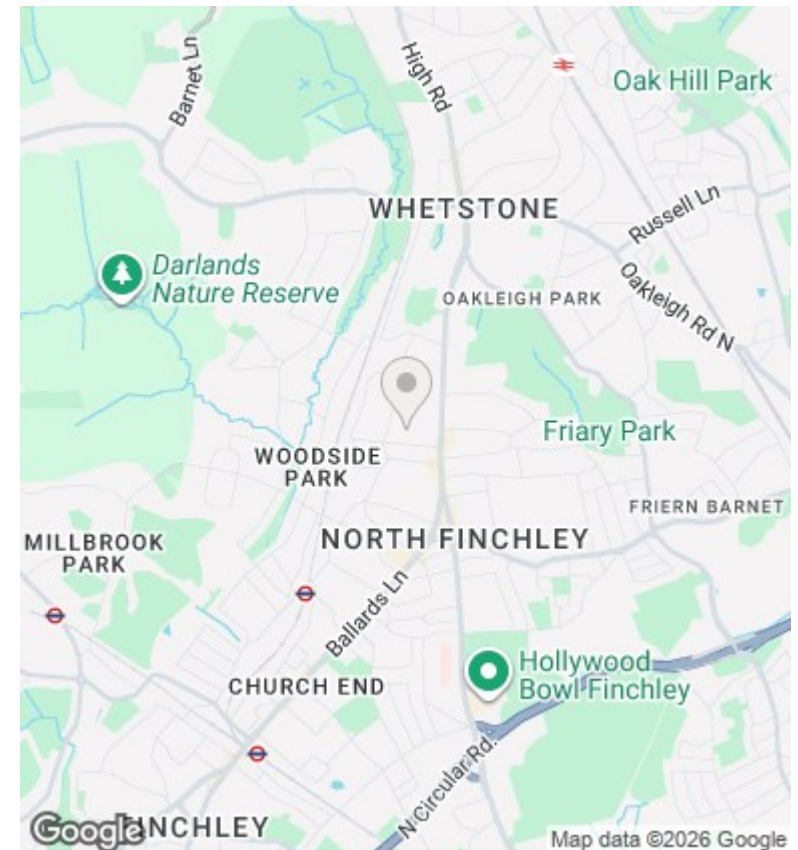 Barnet Ln
High Rd
Oak Hill Park
WHETSTONE
Russell Ln
Darlands
Nature Reserve
OAKLEIGH PARK
Oakleigh Rd N
Friary Park
WOODSIDE
PARK
FRIERN BARNET
NORTH FINCHLEY
MILLBROOK
PARK
Ballards Ln
Hollywood
Bowl Finchley
CHURCH END
N Circular Rd.
Google
FINCHLEY
Map data ©2026 Google